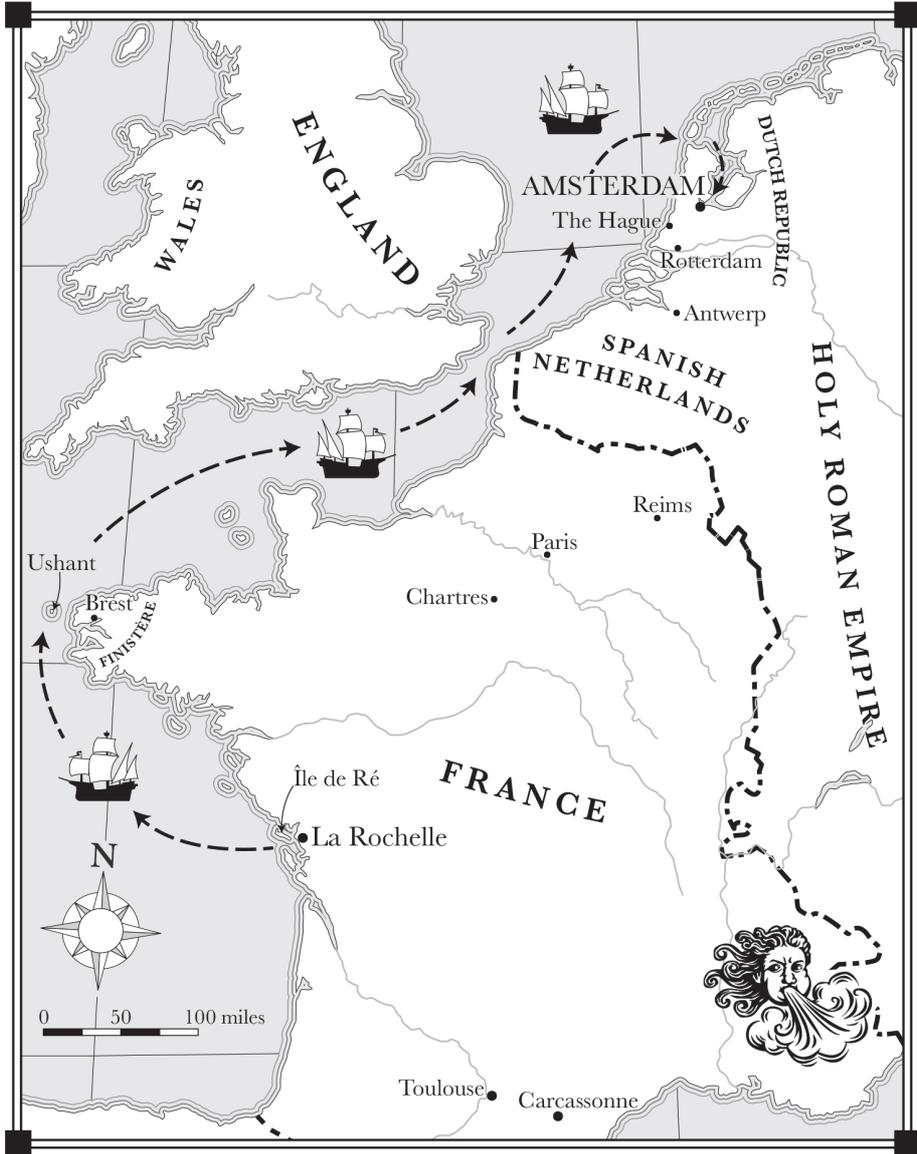 ENGLAND
WALES
DUTCH REPUBLIC
AMSTERDAM
The Hague
Rotterdam
Antwerp
SPANISH
NETHERLANDS
HOLY ROMAN EMPIRE
Reims
Paris
Chartres
Ushant
Brest
FINISTÈRE
Île de Ré
FRANCE
La Rochelle
N
0 50 100 miles
Toulouse
Carcassonne